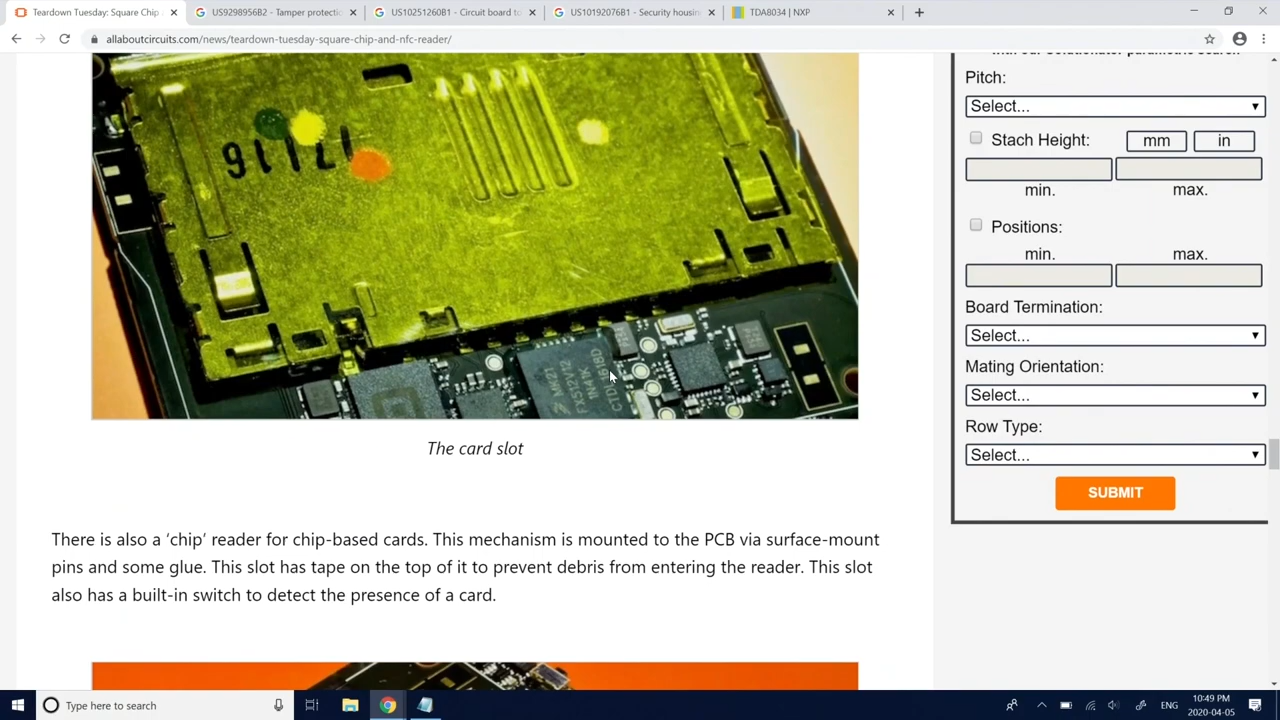 Teardown Tuesday: Square Chip
US9298956B2 - Tamper protectio
US10251260B1 - Circuit board to
US10192076B1 - Security housin
TDA8034 | NXP
allaboutcircuits.com/news/teardown-tuesday-square-chip-and-nfc-reader/
Pitch:
Select...
Stach Height:
mm
in
min.
max.
Positions:
min.
max.
Board Termination:
Select...
Mating Orientation:
Select...
Row Type:
Select...
SUBMIT
17116
The card slot
There is also a ‘chip’ reader for chip-based cards. This mechanism is mounted to the PCB via surface-mount
pins and some glue. This slot has tape on the top of it to prevent debris from entering the reader. This slot
also has a built-in switch to detect the presence of a card.
Type here to search
ENG
10:49 PM
2020-04-05